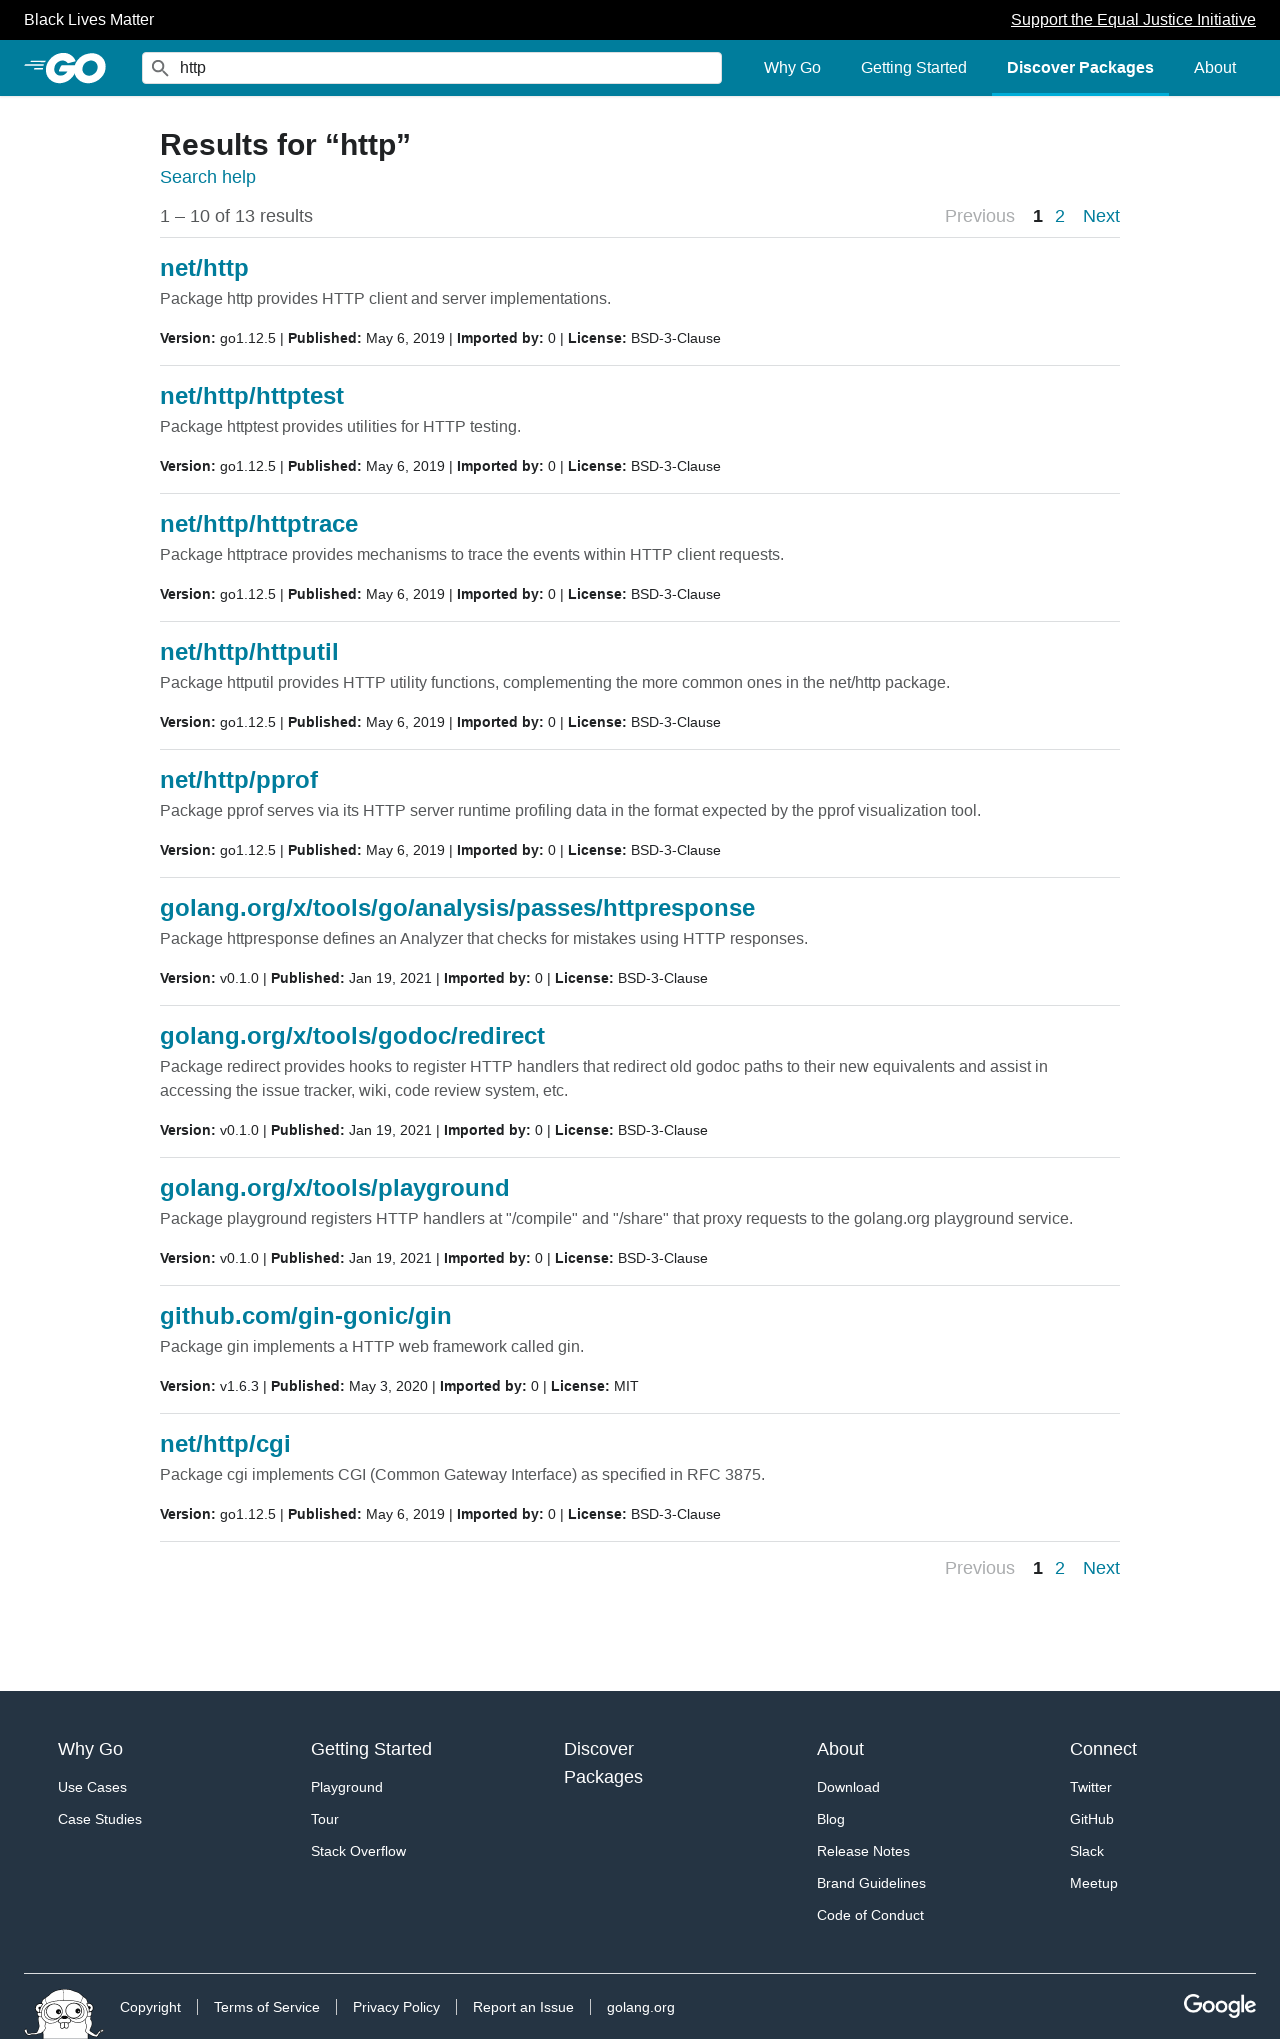 Black Lives Matter Support the Equal Justice Initiative
GO http Why Go Getting Started Discover Packages About
Results for “http”
Search help
1 – 10 of 13 results Previous 1 2 Next
net/http
Package http provides HTTP client and server implementations.
Version: go1.12.5 | Published: May 6, 2019 | Imported by: 0 | License: BSD-3-Clause
net/http/httptest
Package httptest provides utilities for HTTP testing.
Version: go1.12.5 | Published: May 6, 2019 | Imported by: 0 | License: BSD-3-Clause
net/http/httptrace
Package httptrace provides mechanisms to trace the events within HTTP client requests.
Version: go1.12.5 | Published: May 6, 2019 | Imported by: 0 | License: BSD-3-Clause
net/http/httputil
Package httputil provides HTTP utility functions, complementing the more common ones in the net/http package.
Version: go1.12.5 | Published: May 6, 2019 | Imported by: 0 | License: BSD-3-Clause
net/http/pprof
Package pprof serves via its HTTP server runtime profiling data in the format expected by the pprof visualization tool.
Version: go1.12.5 | Published: May 6, 2019 | Imported by: 0 | License: BSD-3-Clause
golang.org/x/tools/go/analysis/passes/httpresponse
Package httpresponse defines an Analyzer that checks for mistakes using HTTP responses.
Version: v0.1.0 | Published: Jan 19, 2021 | Imported by: 0 | License: BSD-3-Clause
golang.org/x/tools/godoc/redirect
Package redirect provides hooks to register HTTP handlers that redirect old godoc paths to their new equivalents and assist in
accessing the issue tracker, wiki, code review system, etc.
Version: v0.1.0 | Published: Jan 19, 2021 | Imported by: 0 | License: BSD-3-Clause
golang.org/x/tools/playground
Package playground registers HTTP handlers at "/compile" and "/share" that proxy requests to the golang.org playground service.
Version: v0.1.0 | Published: Jan 19, 2021 | Imported by: 0 | License: BSD-3-Clause
github.com/gin-gonic/gin
Package gin implements a HTTP web framework called gin.
Version: v1.6.3 | Published: May 3, 2020 | Imported by: 0 | License: MIT
net/http/cgi
Package cgi implements CGI (Common Gateway Interface) as specified in RFC 3875.
Version: go1.12.5 | Published: May 6, 2019 | Imported by: 0 | License: BSD-3-Clause
Previous 1 2 Next
Why Go
Use Cases
Case Studies
Getting Started
Playground
Tour
Stack Overflow
Discover
Packages
About
Download
Blog
Release Notes
Brand Guidelines
Code of Conduct
Connect
Twitter
GitHub
Slack
Meetup
Copyright Terms of Service Privacy Policy Report an Issue golang.org Google